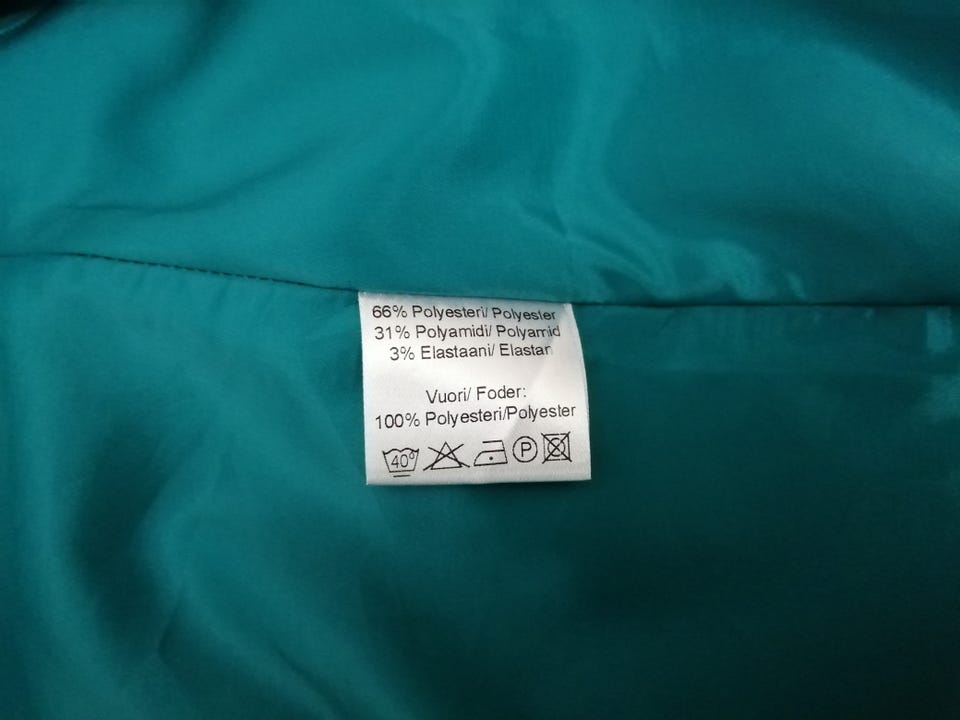 66% Polyesteri/ Polyester
31% Polyamidi/ Polyamid
3% Elastaani/ Elastan
Vuori/ Foder:
100% Polyesteri/Polyester
40° P